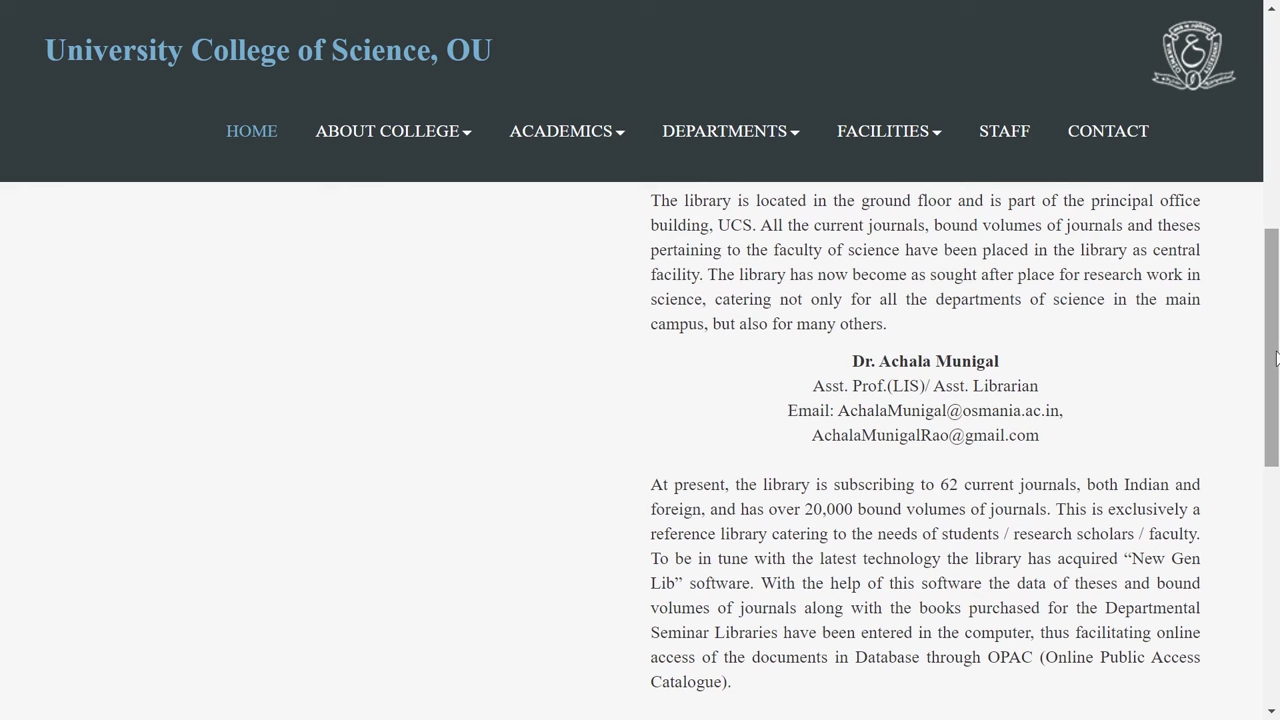 University College of Science, OU
HOME
ABOUT COLLEGE
ACADEMICS
DEPARTMENTS
FACILITIES
STAFF
CONTACT
The library is located in the ground floor and is part of the principal office
building, UCS. All the current journals, bound volumes of journals and theses
pertaining to the faculty of science have been placed in the library as central
facility. The library has now become as sought after place for research work in
science, catering not only for all the departments of science in the main
campus, but also for many others.
Dr. Achala Munigal
Asst. Prof.(LIS)/ Asst. Librarian
Email: AchalaMunigal@osmania.ac.in,
AchalaMunigalRao@gmail.com
At present, the library is subscribing to 62 current journals, both Indian and
foreign, and has over 20,000 bound volumes of journals. This is exclusively a
reference library catering to the needs of students / research scholars / faculty.
To be in tune with the latest technology the library has acquired “New Gen
Lib” software. With the help of this software the data of theses and bound
volumes of journals along with the books purchased for the Departmental
Seminar Libraries have been entered in the computer, thus facilitating online
access of the documents in Database through OPAC (Online Public Access
Catalogue).